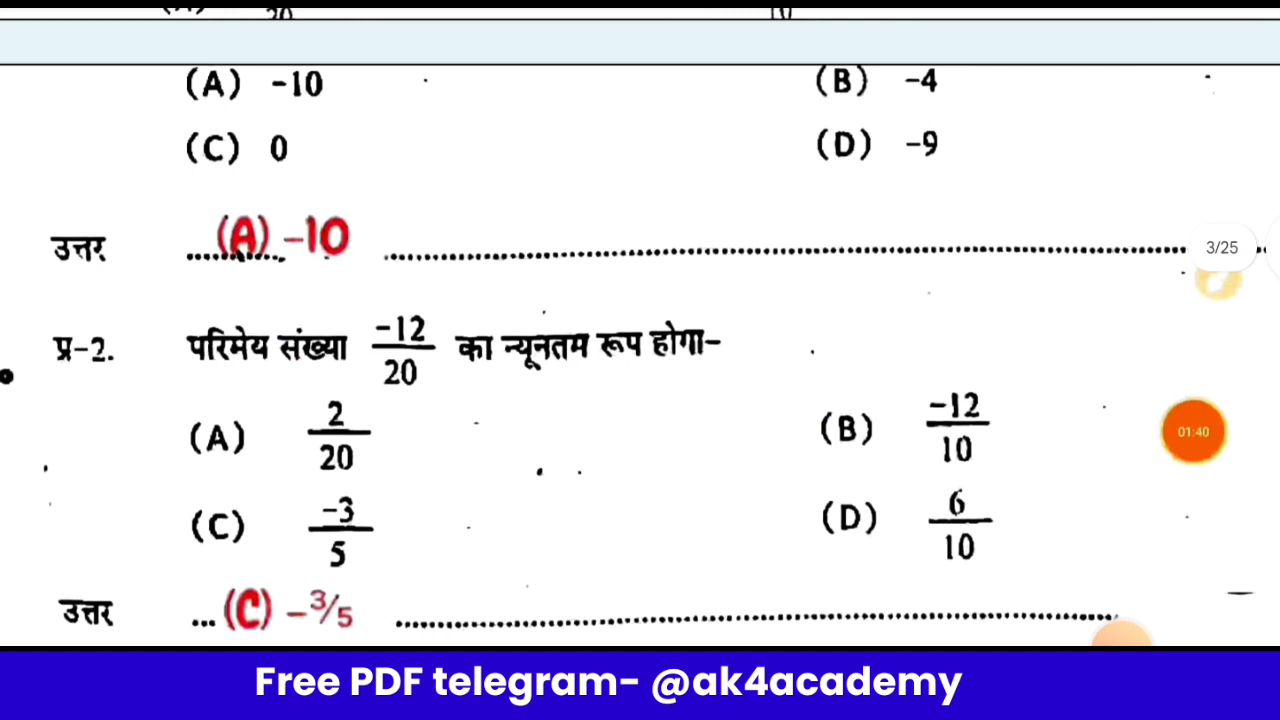 (A) -10 (B) -4
(C) 0 (D) -9
उत्तर (A) -10
3/25
प्र-2. परिमेय संख्या -12/20 का न्यूनतम रूप होगा-
(A) 2/20 (B) -12/10
01:40
(C) -3/5 (D) 6/10
उत्तर ... (C) -3/5
Free PDF telegram- @ak4academy